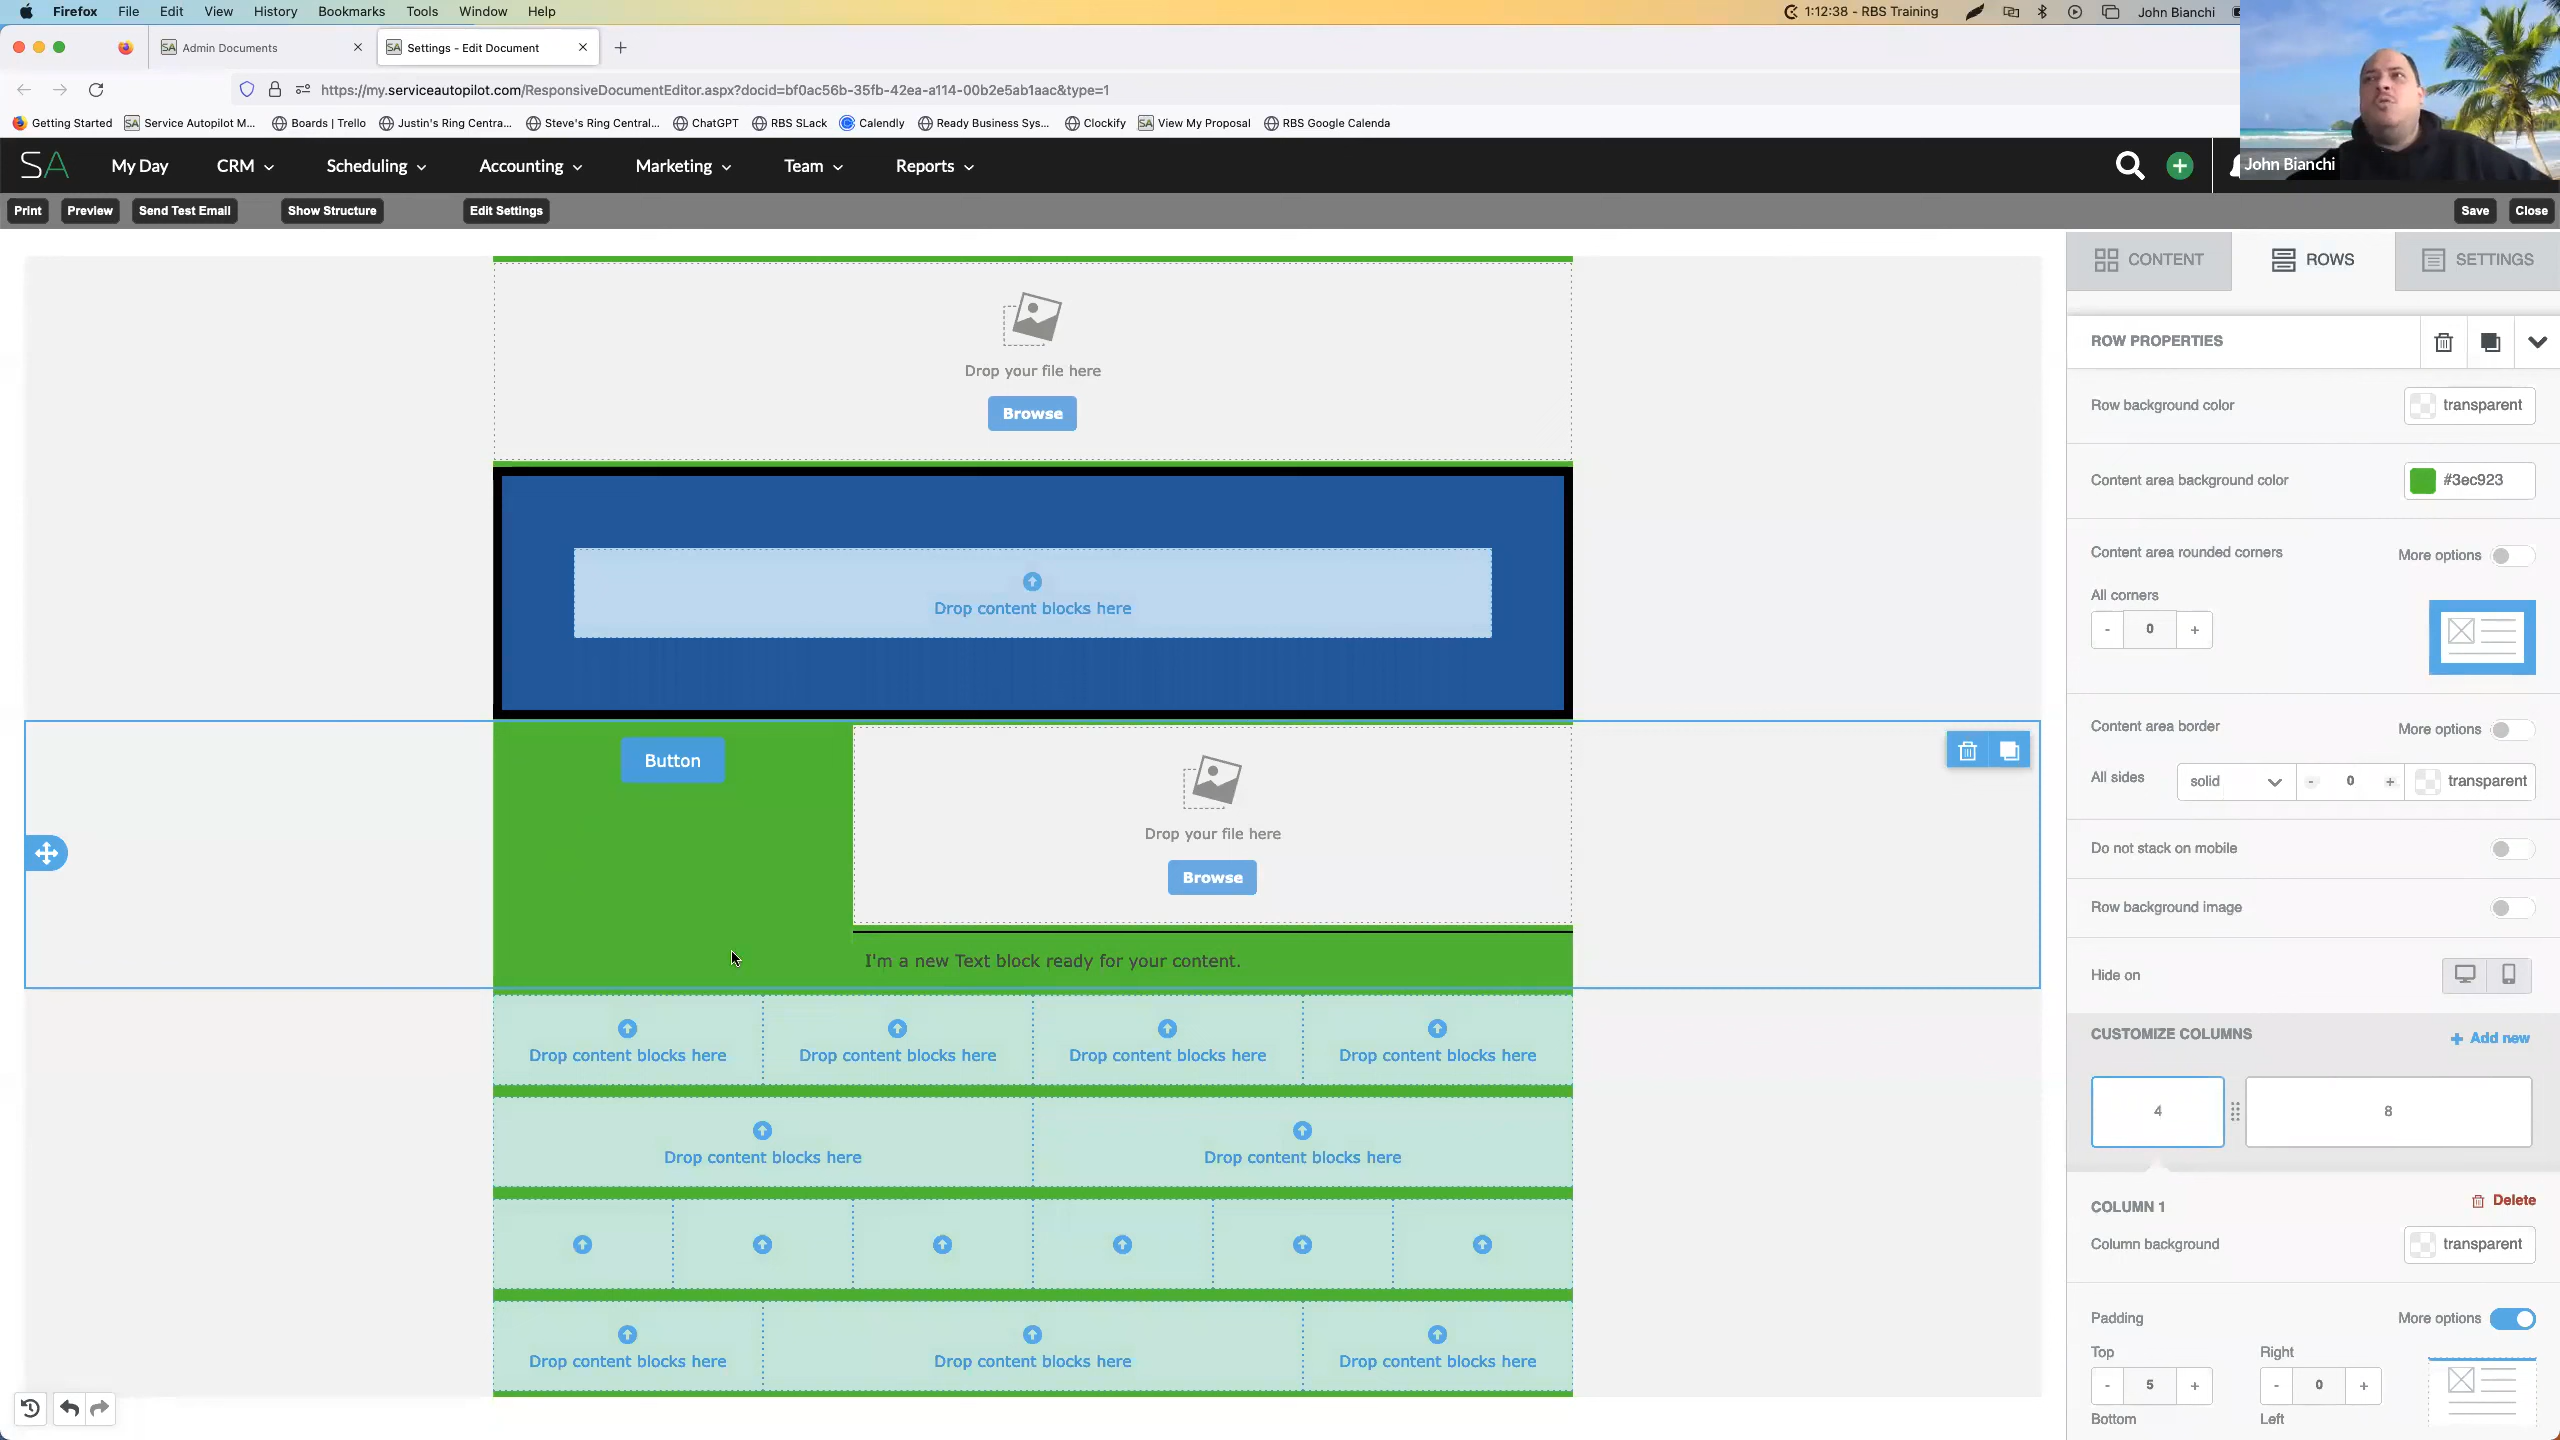 Firefox File Edit View History Bookmarks Tools Window Help
1:12:38 - RBS Training
John Bianchi
Admin Documents
Settings - Edit Document
https://my.serviceautopilot.com/ResponsiveDocumentEditor.aspx?docid=bf0ac56b-35fb-42ea-a114-00b2e5ab1aac&type=1
Getting Started Service Autopilot M... Boards | Trello Justin's Ring Centra... Steve's Ring Central... ChatGPT RBS SLack Calendly Ready Business Sys... Clockify View My Proposal RBS Google Calenda
John Bianchi
SA My Day CRM Scheduling Accounting Marketing Team Reports
Print Preview Send Test Email Show Structure Edit Settings Save Close
CONTENT ROWS SETTINGS
Drop your file here
Browse
Drop content blocks here
Button
Drop your file here
Browse
I'm a new Text block ready for your content.
Drop content blocks here Drop content blocks here Drop content blocks here Drop content blocks here
Drop content blocks here Drop content blocks here
Drop content blocks here Drop content blocks here Drop content blocks here
ROW PROPERTIES
Row background color transparent
Content area background color #3ec923
Content area rounded corners More options
All corners
- 0 +
Content area border More options
All sides solid - 0 + transparent
Do not stack on mobile
Row background image
Hide on
CUSTOMIZE COLUMNS + Add new
4 8
COLUMN 1 Delete
Column background transparent
Padding More options
Top Right
- 5 + - 0 +
Bottom Left